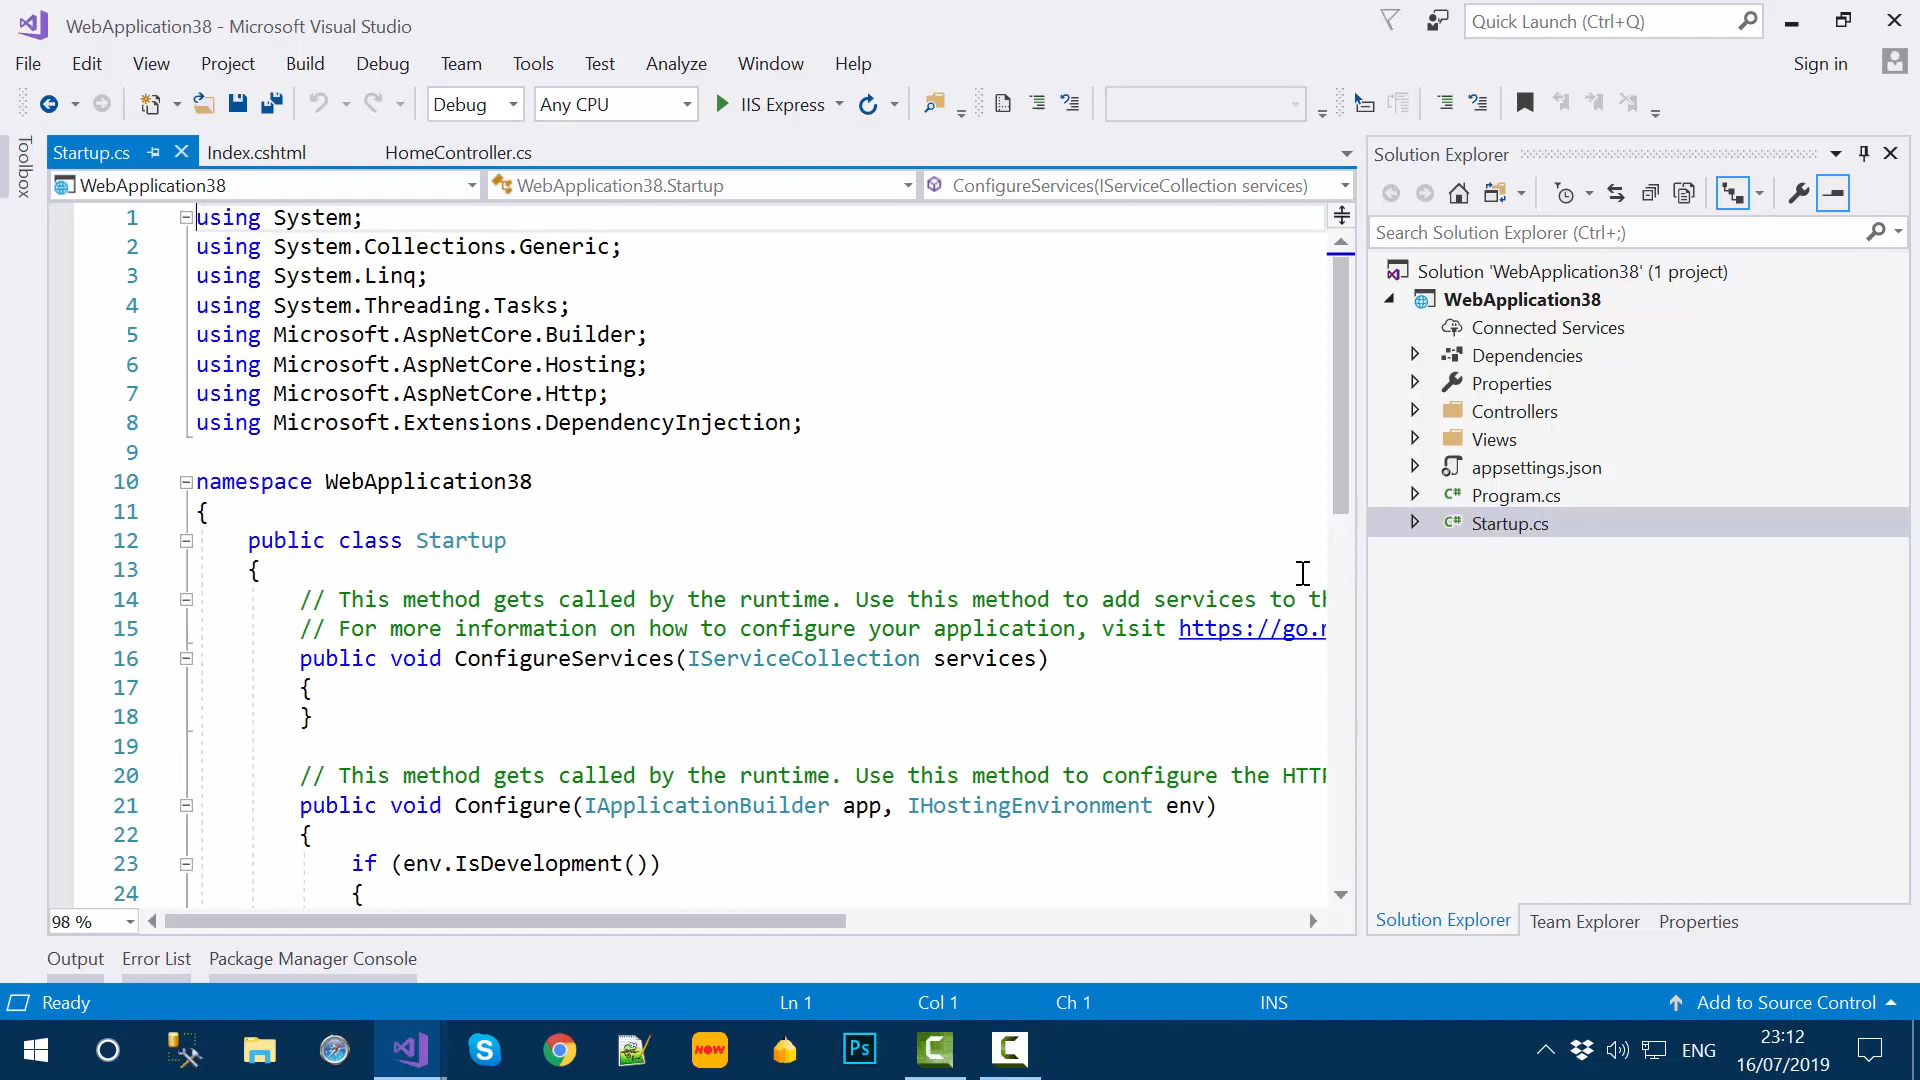 WebApplication38 - Microsoft Visual Studio
Quick Launch (Ctrl+Q)
File Edit View Project Build Debug Team Tools Test Analyze Window Help
Sign in
Debug Any CPU IIS Express
Toolbox
Startup.cs Index.cshtml HomeController.cs
WebApplication38 WebApplication38.Startup ConfigureServices(IServiceCollection services)
1 using System;
2 using System.Collections.Generic;
3 using System.Linq;
4 using System.Threading.Tasks;
5 using Microsoft.AspNetCore.Builder;
6 using Microsoft.AspNetCore.Hosting;
7 using Microsoft.AspNetCore.Http;
8 using Microsoft.Extensions.DependencyInjection;
9
10 namespace WebApplication38
11 {
12 public class Startup
13 {
14 // This method gets called by the runtime. Use this method to add services to th
15 // For more information on how to configure your application, visit https://go.
16 public void ConfigureServices(IServiceCollection services)
17 {
18 }
19
20 // This method gets called by the runtime. Use this method to configure the HTTP
21 public void Configure(IApplicationBuilder app, IHostingEnvironment env)
22 {
23 if (env.IsDevelopment())
24 {
98 %
Solution Explorer
Search Solution Explorer (Ctrl+;)
Solution 'WebApplication38' (1 project)
WebApplication38
Connected Services
Dependencies
Properties
Controllers
Views
appsettings.json
C# Program.cs
C# Startup.cs
Solution Explorer Team Explorer Properties
Output Error List Package Manager Console
Ready Ln 1 Col 1 Ch 1 INS Add to Source Control
NOW
Ps
ENG
23:12
16/07/2019